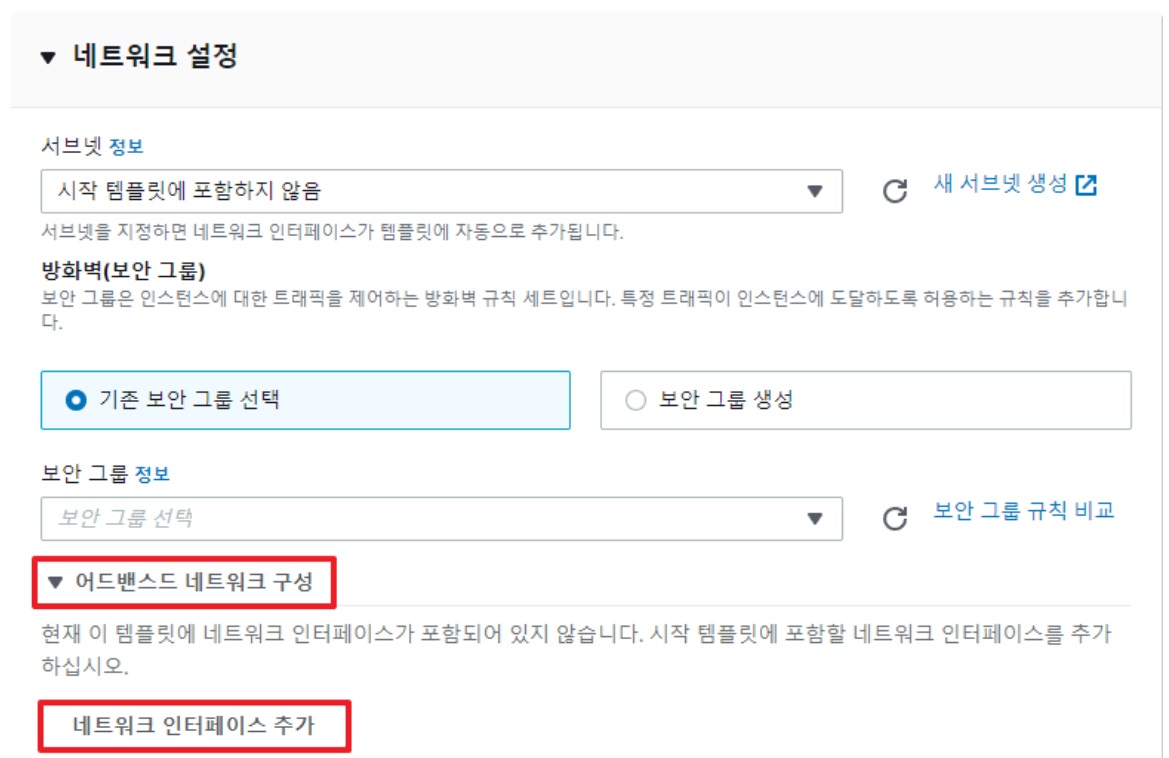 네트워크 설정
서브넷 정보
시작 템플릿에 포함하지 않음
새 서브넷 생성
서브넷을 지정하면 네트워크 인터페이스가 템플릿에 자동으로 추가됩니다.
방화벽(보안 그룹)
보안 그룹은 인스턴스에 대한 트래픽을 제어하는 방화벽 규칙 세트입니다. 특정 트래픽이 인스턴스에 도달하도록 허용하는 규칙을 추가합니
다.
기존 보안 그룹 선택
보안 그룹 생성
보안 그룹 정보
보안 그룹 선택
보안 그룹 규칙 비교
어드밴스드 네트워크 구성
현재 이 템플릿에 네트워크 인터페이스가 포함되어 있지 않습니다. 시작 템플릿에 포함할 네트워크 인터페이스를 추가
하십시오.
네트워크 인터페이스 추가